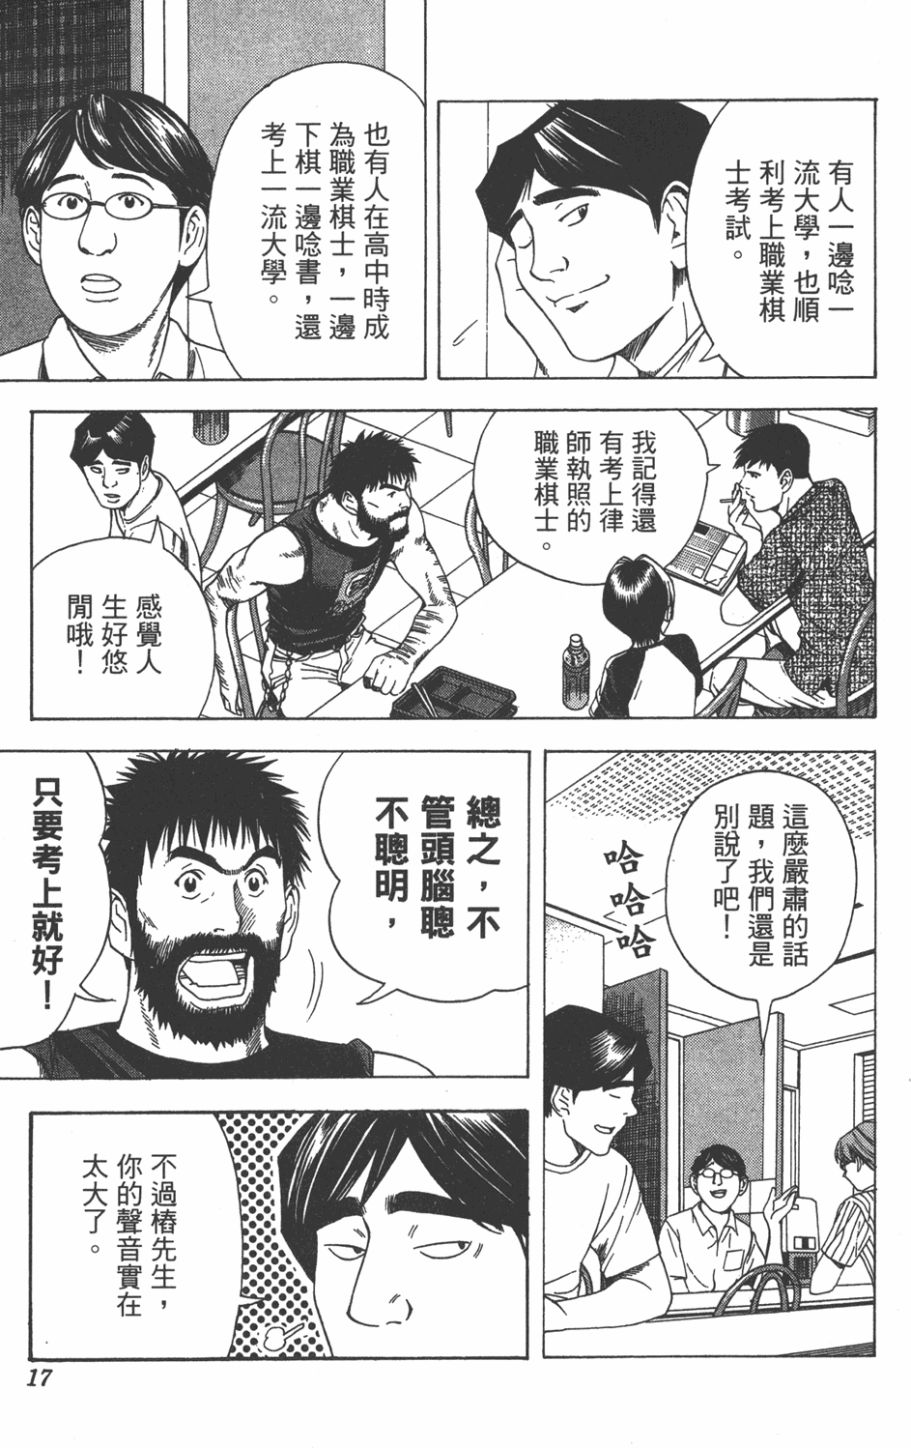 有人一邊唸一
流大學，也順
利考上職業棋
士考試。
也有人在高中時成
為職業棋士，一邊
下棋一邊唸書，還
考上一流大學。
我記得還
有考上律
師執照的
職業棋士。
感覺人
生好悠
閒哦！
這麼嚴肅的話
題，我們還是
別說了吧！
哈哈哈
總之，不
管頭腦聰
不聰明，
只要考上就好！
不過樁先生，
你的聲音實在
太大了。
17